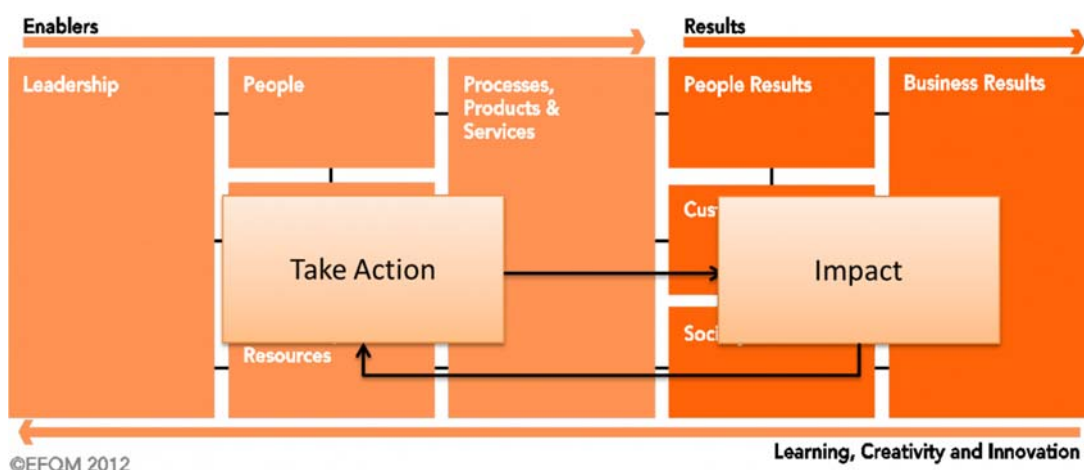 Enablers
Results
Leadership
People
Processes,
Products &
Services
People Results
Business Results
Take Action
Impact
Resources
Learning, Creativity and Innovation
©EFQM 2012